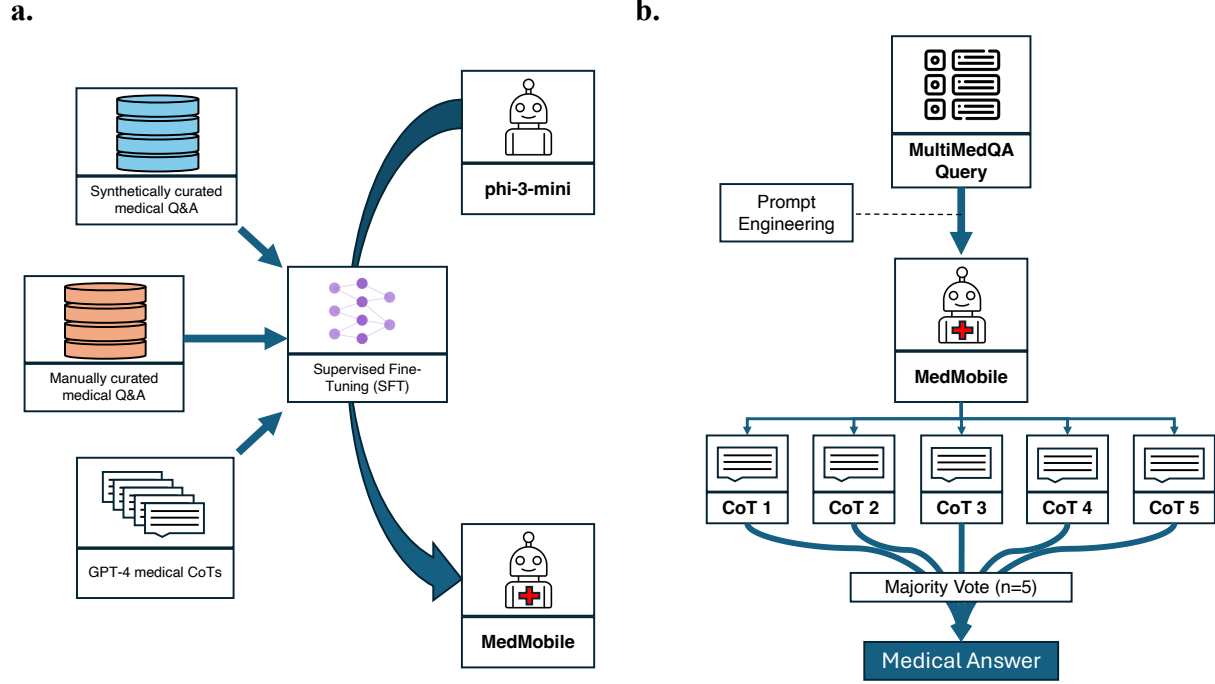 a.
Synthetically curated
medical Q&A
Manually curated
medical Q&A
GPT-4 medical CoTs
Supervised Fine-
Tuning (SFT)
phi-3-mini
MedMobile
b.
MultiMedQA
Query
Prompt
Engineering
MedMobile
CoT 1
CoT 2
CoT 3
CoT 4
CoT 5
Majority Vote (n=5)
Medical Answer